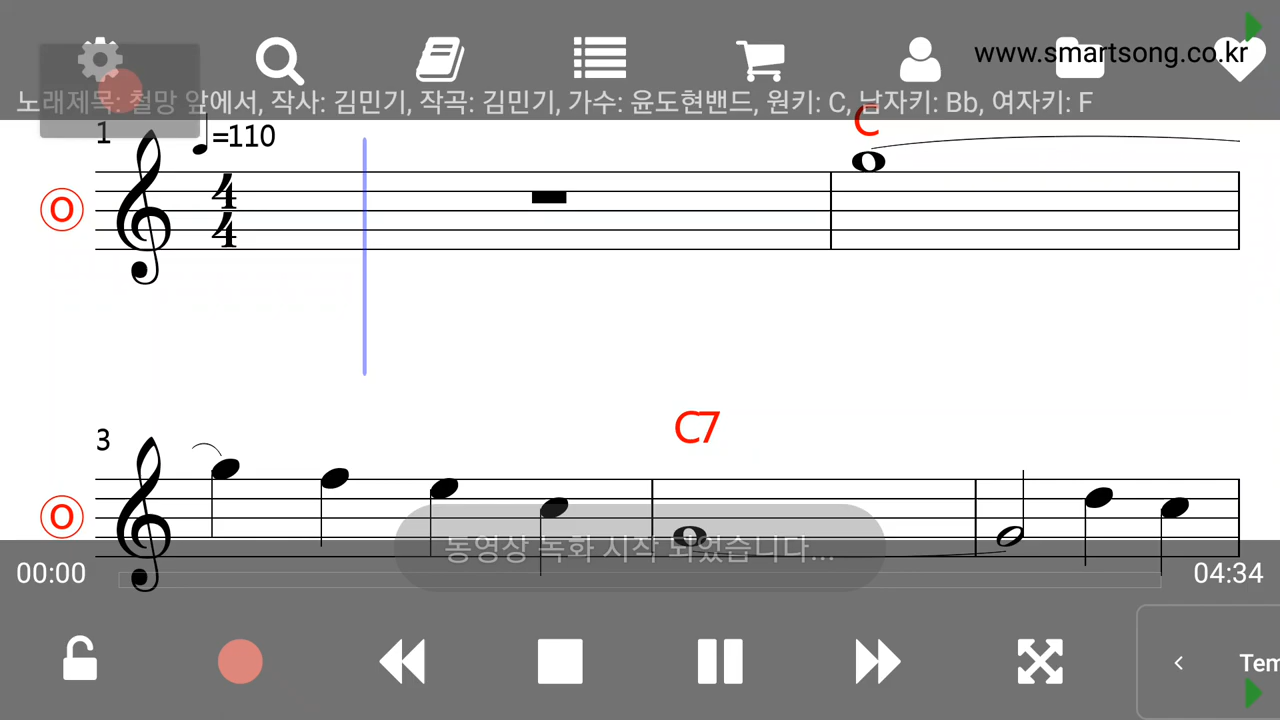 www.smartsong.co.kr
노래제목: 철망 앞에서, 작사: 김민기, 작곡: 김민기, 가수: 윤도현밴드, 원키: C, 남자키: Bb, 여자키: F
1
=110
C
4
4
O
3
C7
O
동영상 녹화 시작 되었습니다...
00:00
04:34
Tem